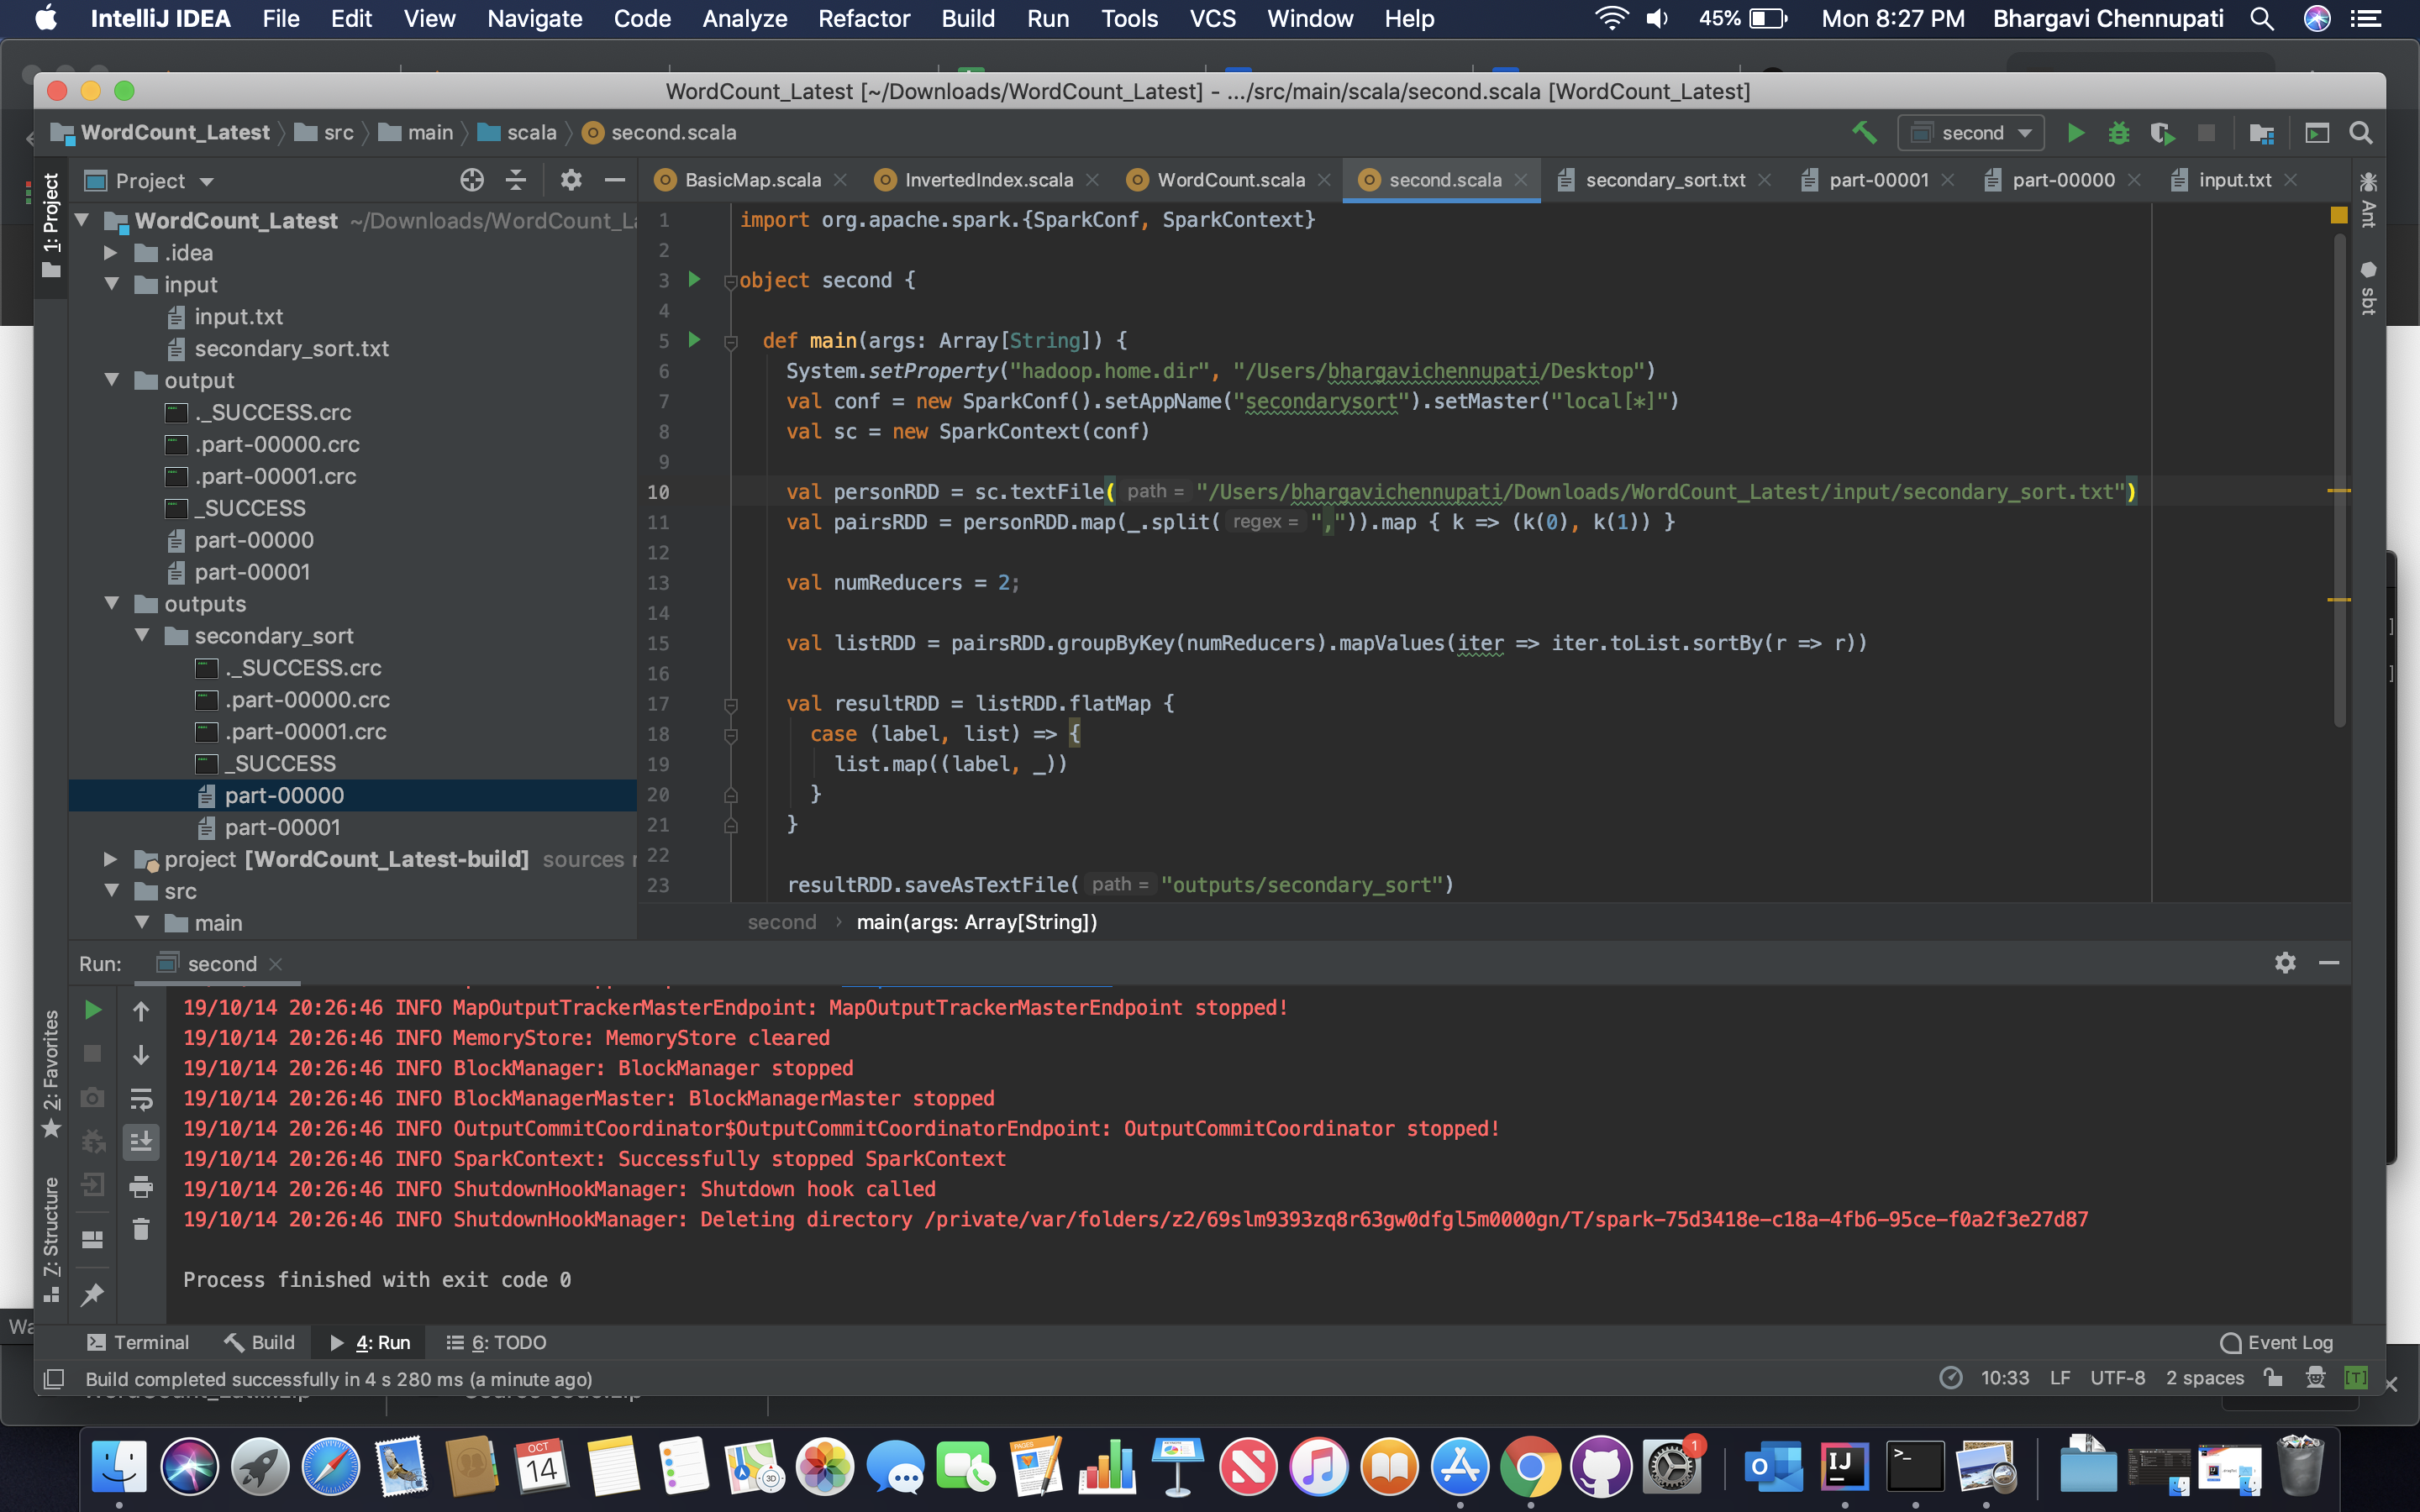 IntelliJ IDEA File Edit View Navigate Code Analyze Refactor Build Run Tools VCS Window Help 45% Mon 8:27 PM Bhargavi Chennupati
WordCount_Latest [~/Downloads/WordCount_Latest] - .../src/main/scala/second.scala [WordCount_Latest]
WordCount_Latest src main scala second.scala second
Project BasicMap.scala InvertedIndex.scala WordCount.scala second.scala secondary_sort.txt part-00001 part-00000 input.txt
1: Project
WordCount_Latest ~/Downloads/WordCount_La
.idea
input
input.txt
secondary_sort.txt
output
._SUCCESS.crc
.part-00000.crc
.part-00001.crc
_SUCCESS
part-00000
part-00001
outputs
secondary_sort
._SUCCESS.crc
.part-00000.crc
.part-00001.crc
_SUCCESS
part-00000
part-00001
project [WordCount_Latest-build] sources r
src
main
1 import org.apache.spark.{SparkConf, SparkContext}
2
3 object second {
4
5 def main(args: Array[String]) {
6 System.setProperty("hadoop.home.dir", "/Users/bhargavichennupati/Desktop")
7 val conf = new SparkConf().setAppName("secondarysort").setMaster("local[*]")
8 val sc = new SparkContext(conf)
9
10 val personRDD = sc.textFile( path = "/Users/bhargavichennupati/Downloads/WordCount_Latest/input/secondary_sort.txt")
11 val pairsRDD = personRDD.map(_.split( regex = ",")).map { k => (k(0), k(1)) }
12
13 val numReducers = 2;
14
15 val listRDD = pairsRDD.groupByKey(numReducers).mapValues(iter => iter.toList.sortBy(r => r))
16
17 val resultRDD = listRDD.flatMap {
18 case (label, list) => {
19 list.map((label, _))
20 }
21 }
22
23 resultRDD.saveAsTextFile( path = "outputs/secondary_sort")
second › main(args: Array[String])
Ant
sbt
Run: second
19/10/14 20:26:46 INFO MapOutputTrackerMasterEndpoint: MapOutputTrackerMasterEndpoint stopped!
19/10/14 20:26:46 INFO MemoryStore: MemoryStore cleared
19/10/14 20:26:46 INFO BlockManager: BlockManager stopped
19/10/14 20:26:46 INFO BlockManagerMaster: BlockManagerMaster stopped
19/10/14 20:26:46 INFO OutputCommitCoordinator$OutputCommitCoordinatorEndpoint: OutputCommitCoordinator stopped!
19/10/14 20:26:46 INFO SparkContext: Successfully stopped SparkContext
19/10/14 20:26:46 INFO ShutdownHookManager: Shutdown hook called
19/10/14 20:26:46 INFO ShutdownHookManager: Deleting directory /private/var/folders/z2/69slm9393zq8r63gw0dfgl5m0000gn/T/spark-75d3418e-c18a-4fb6-95ce-f0a2f3e27d87
Process finished with exit code 0
2: Favorites
Z: Structure
Wa
Terminal Build 4: Run 6: TODO Event Log
Build completed successfully in 4 s 280 ms (a minute ago) 10:33 LF UTF-8 2 spaces [T]
OCT
14
3D
PAGES
1
O
IJ
>_